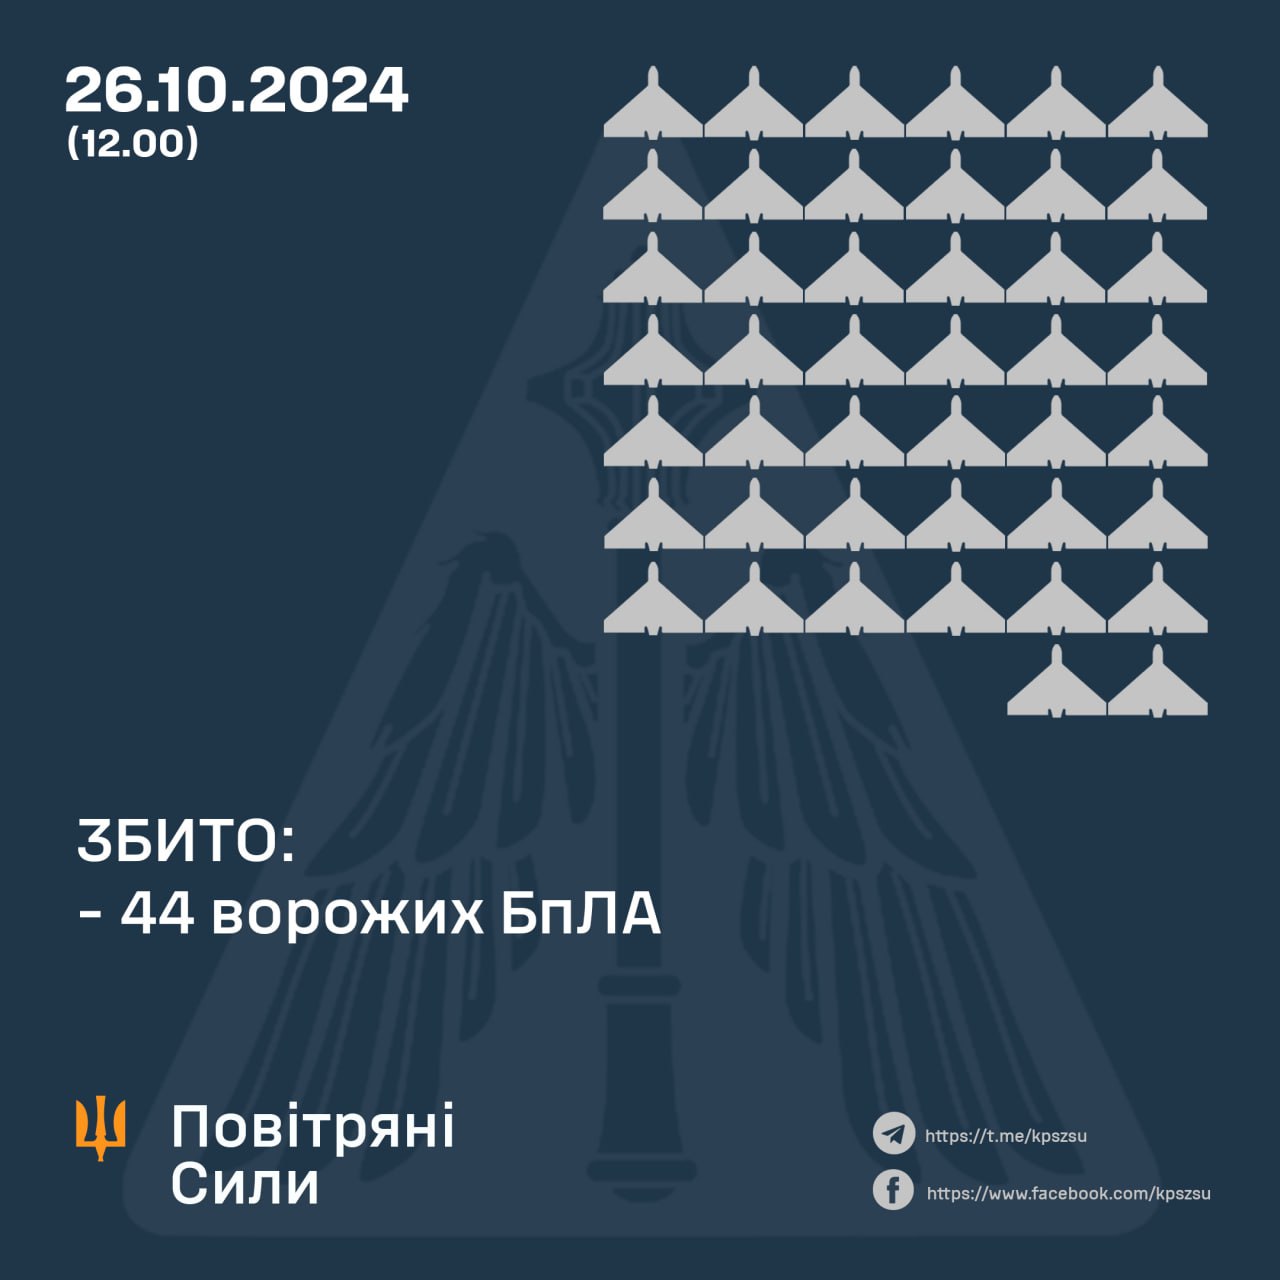 26.10.2024
(12.00)
ЗБИТО:
- 44 ворожих БпЛА
Повітряні
Сили
https://t.me/kpszsu
https://www.facebook.com/kpszsu